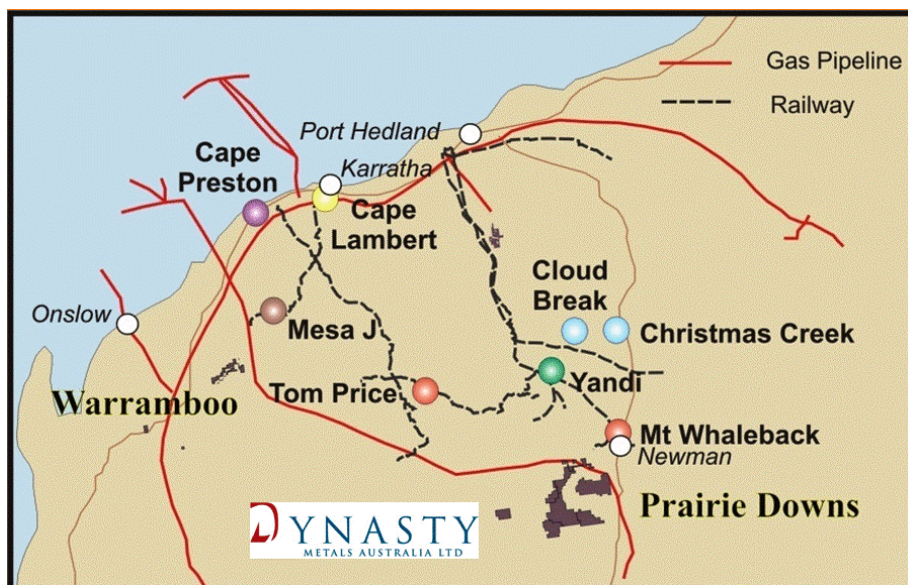 Gas Pipeline
Railway
Port Hedland
Cape
Preston
Karratha
Cape
Lambert
Cloud
Break
Onslow
Mesa J
Christmas Creek
Warramboo
Tom Price
Yandi
Mt Whaleback
Newman
Prairie Downs
DYNASTY
METALS AUSTRALIA LTD